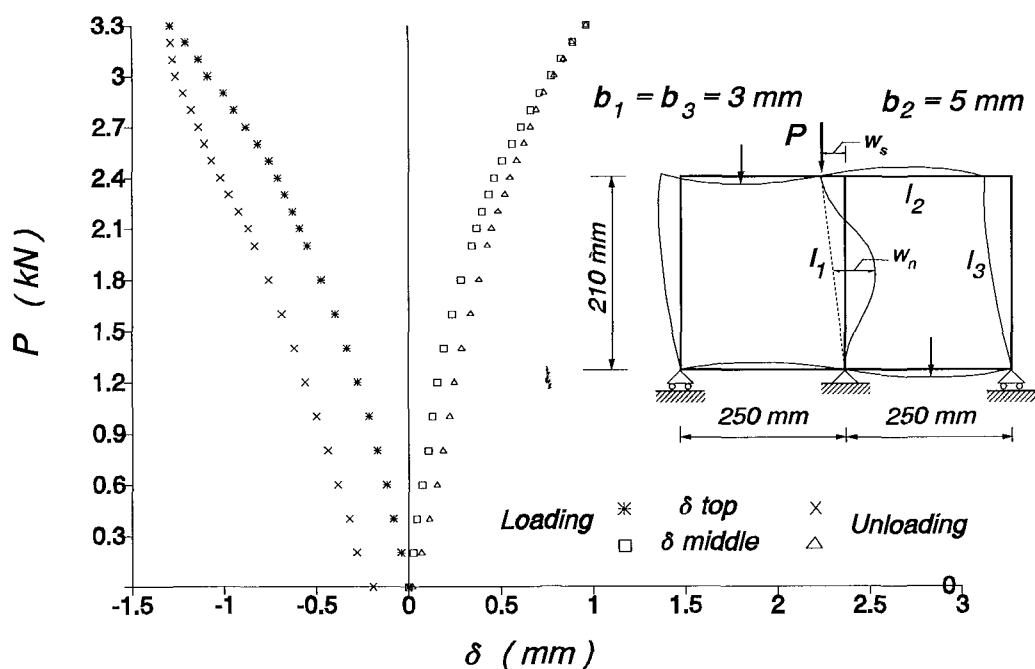 3.3
3
2.7
2.4
2.1
1.8
1.5
1.2
0.9
0.6
0.3
P (kN)
-1.5
-1
-0.5
0
0.5
1
1.5
2
2.5
3
0
δ (mm)
b₁ = b₃ = 3 mm
b₂ = 5 mm
P
wₛ
I₂
I₁
wₙ
I₃
210 mm
250 mm
250 mm
Loading
δ top
δ middle
Unloading